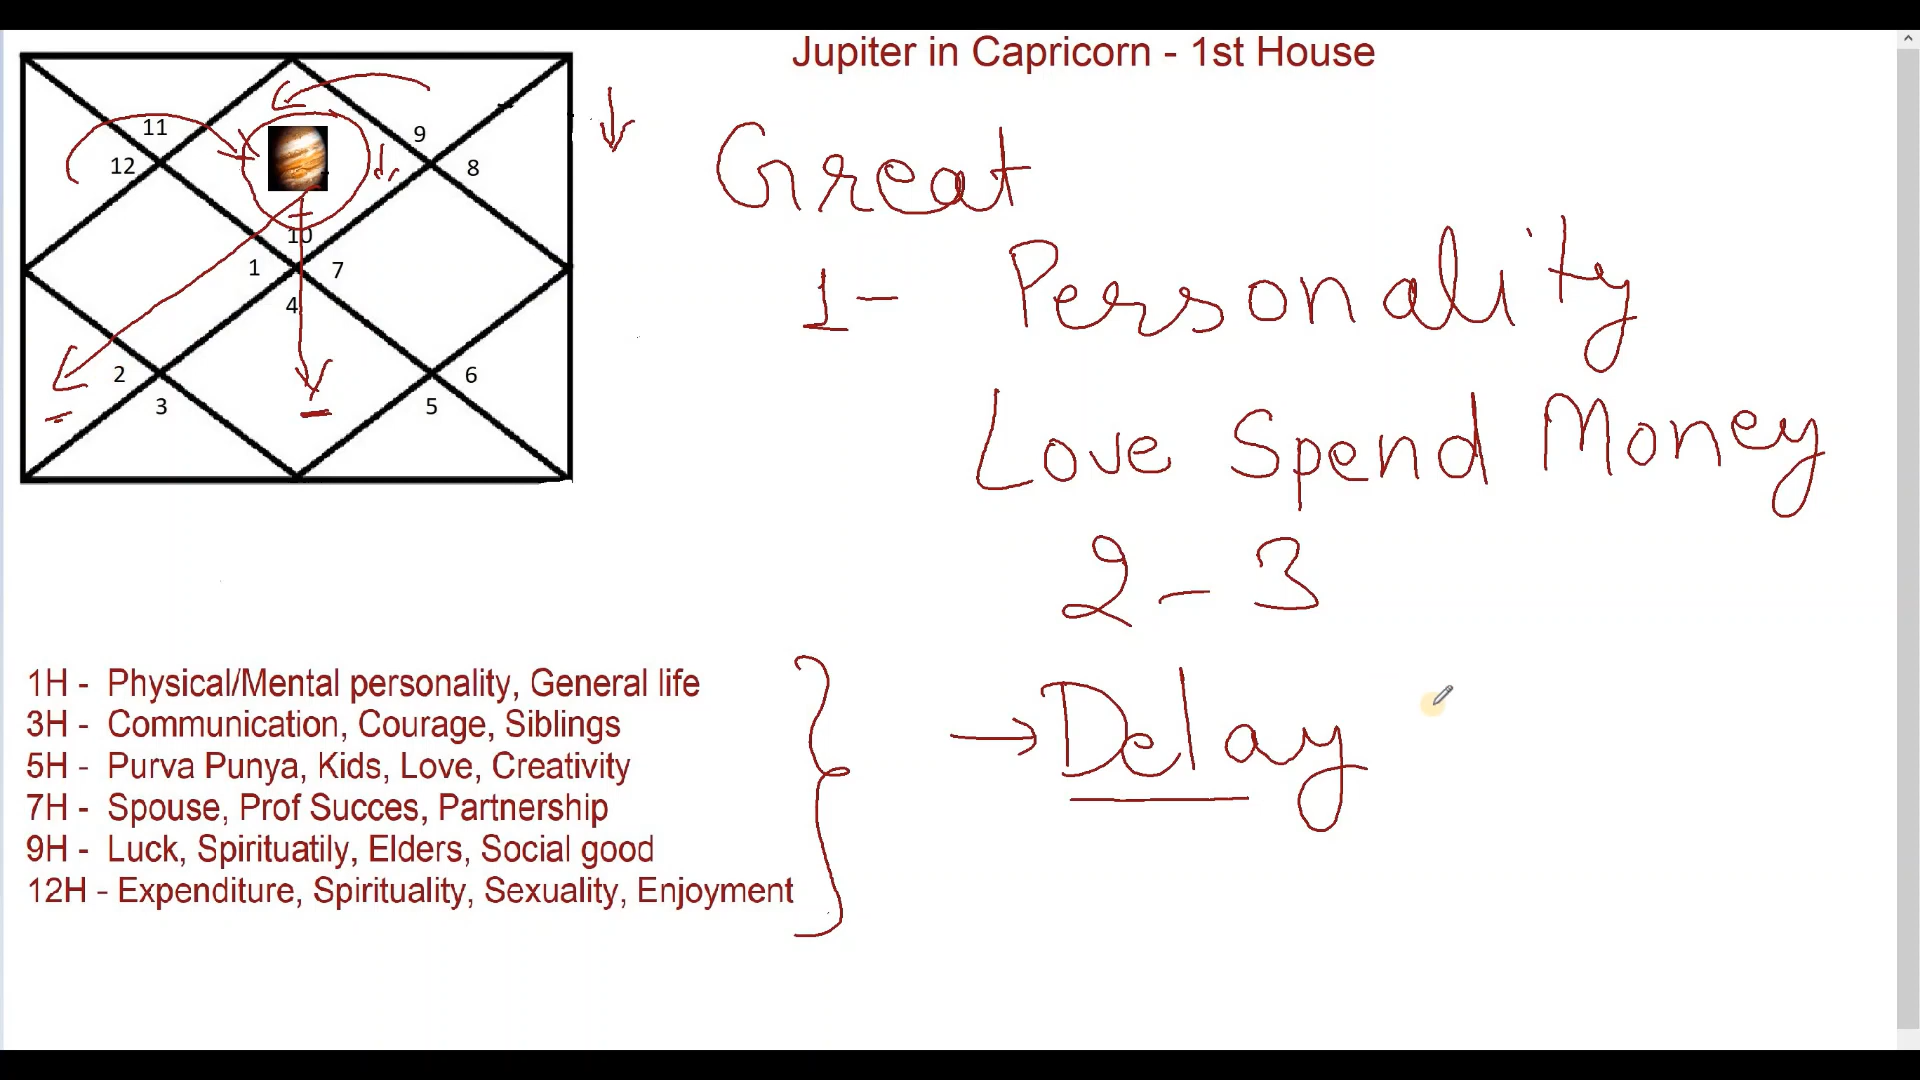 Jupiter in Capricorn - 1st House
11
12
9
8
10
1
7
4
2
3
6
5
Great
1- Personality
Love Spend Money
2-3
→ Delay
1H - Physical/Mental personality, General life
3H - Communication, Courage, Siblings
5H - Purva Punya, Kids, Love, Creativity
7H - Spouse, Prof Succes, Partnership
9H - Luck, Spirituatily, Elders, Social good
12H - Expenditure, Spirituality, Sexuality, Enjoyment